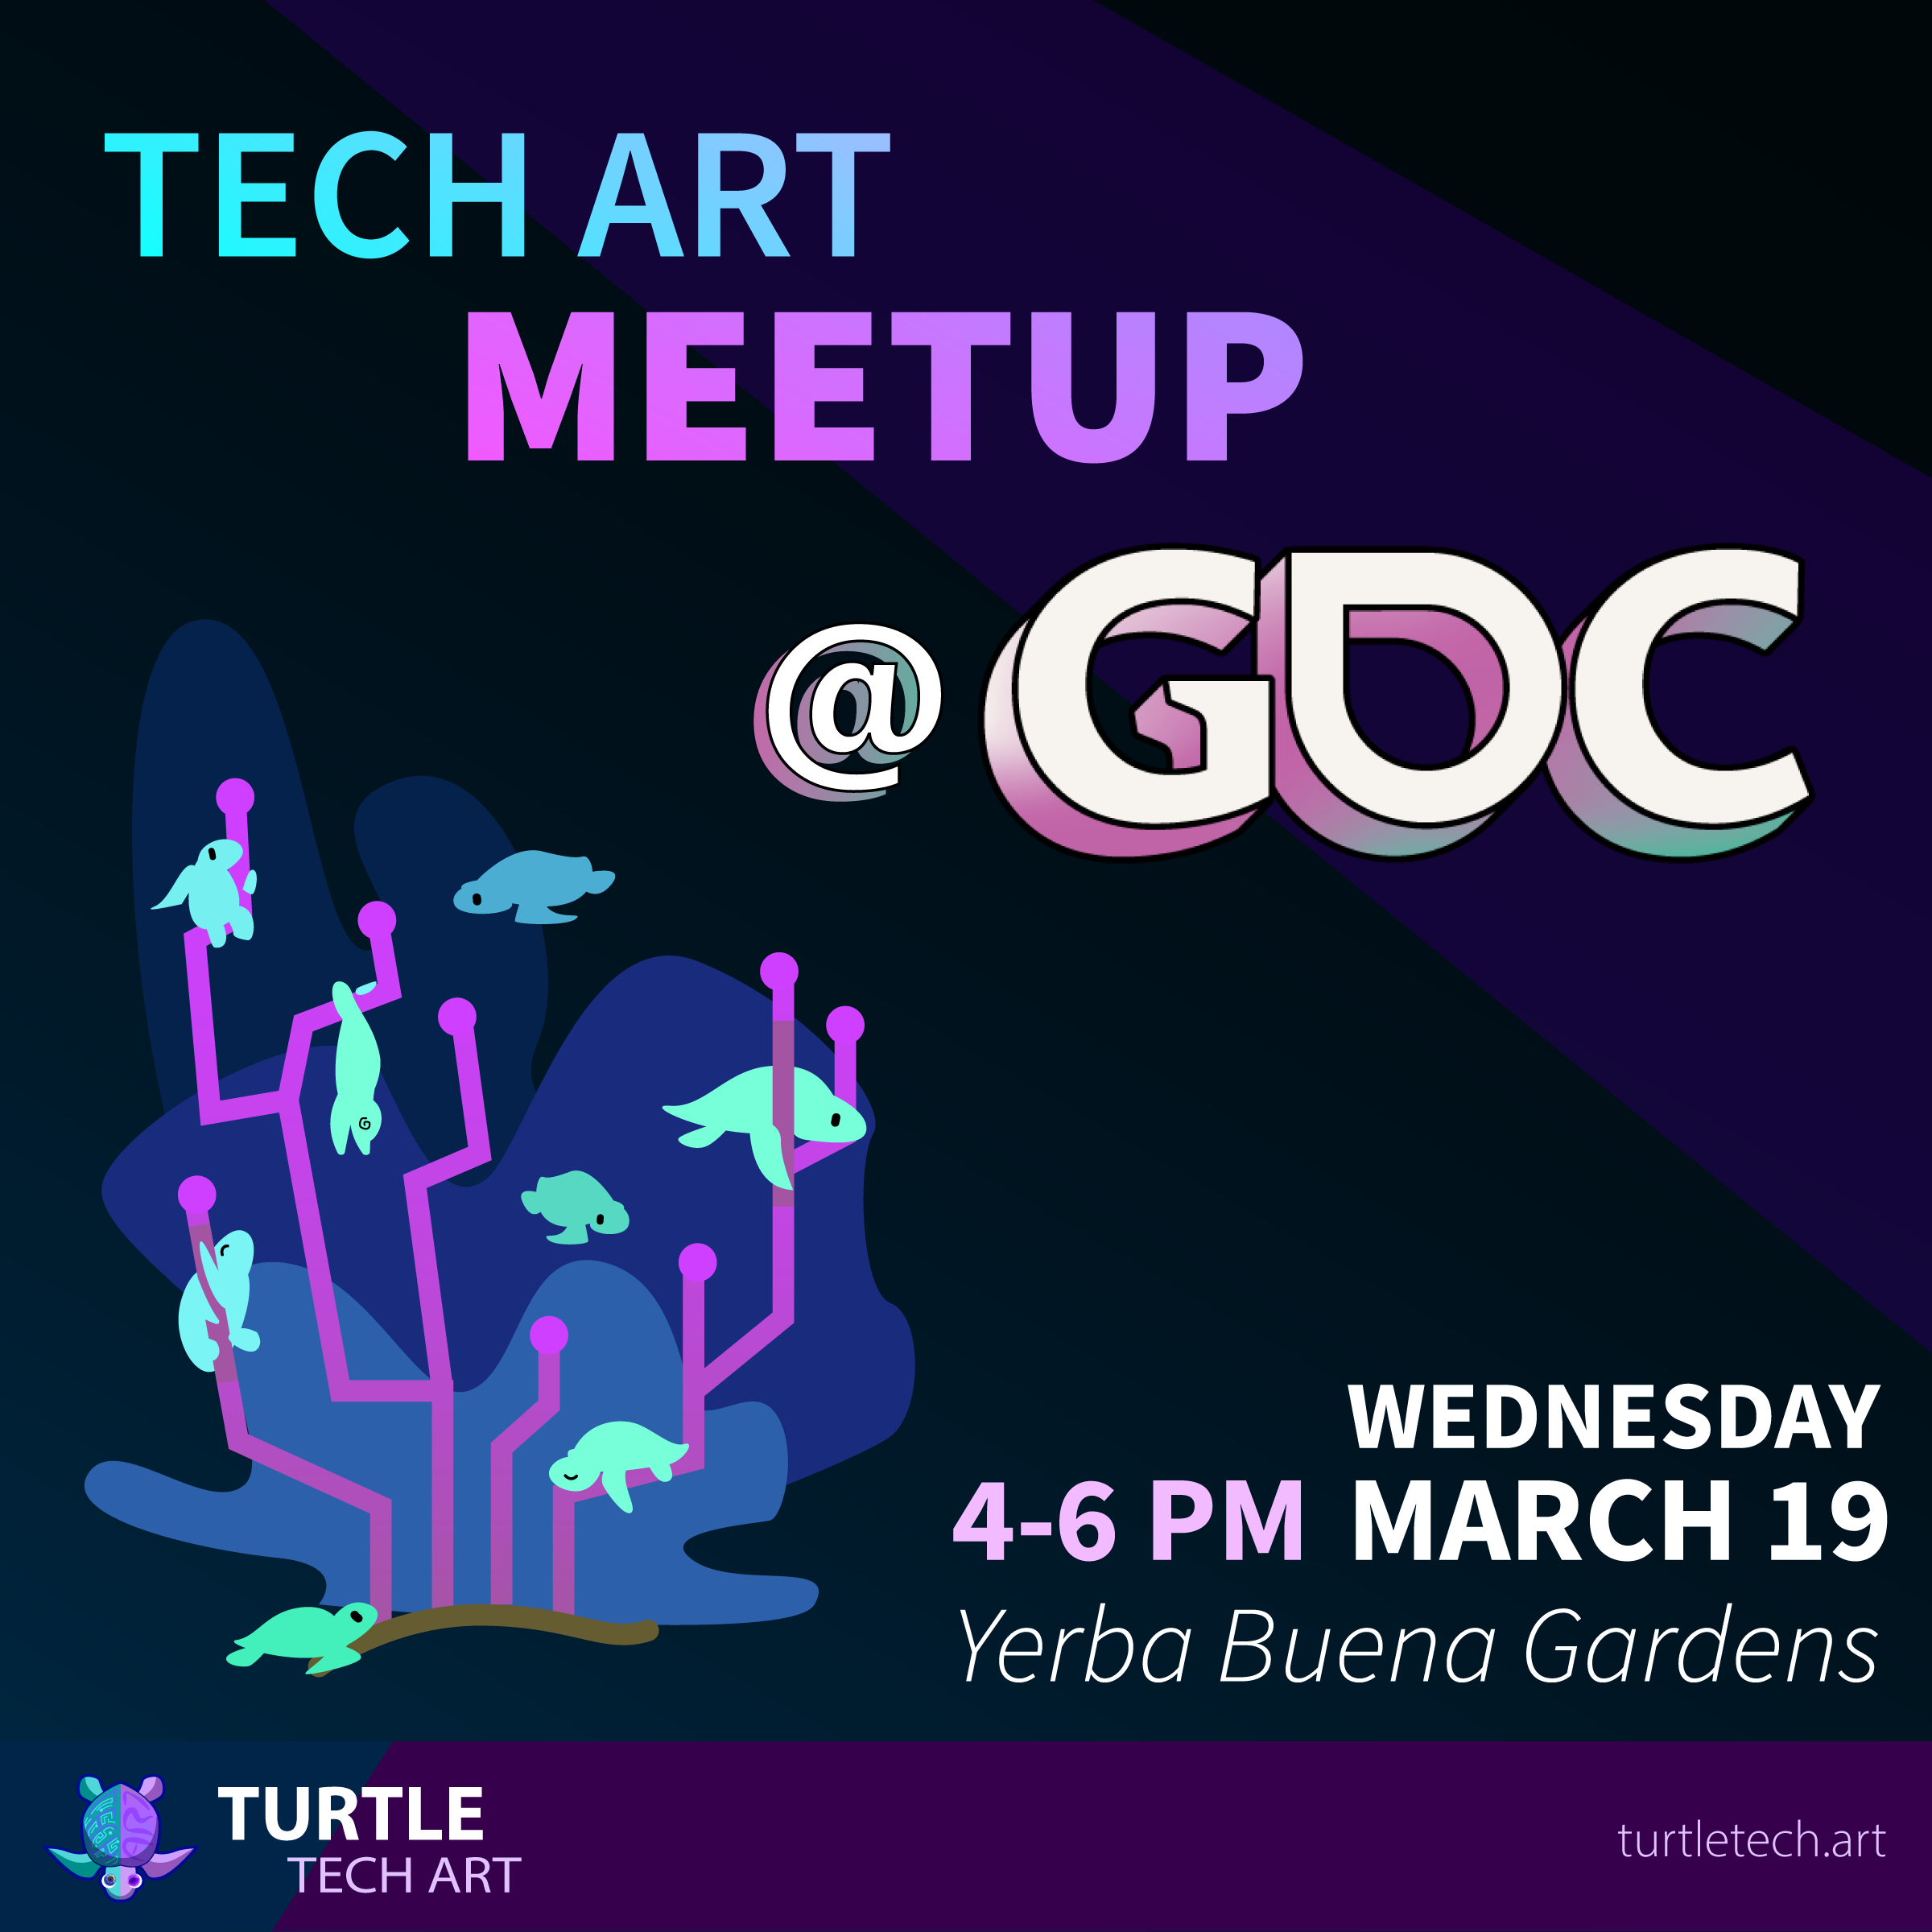 TECH ART
MEETUP
@ GDC
WEDNESDAY
4-6 PM MARCH 19
Yerba Buena Gardens
TURTLE
TECH ART
turtletech.art